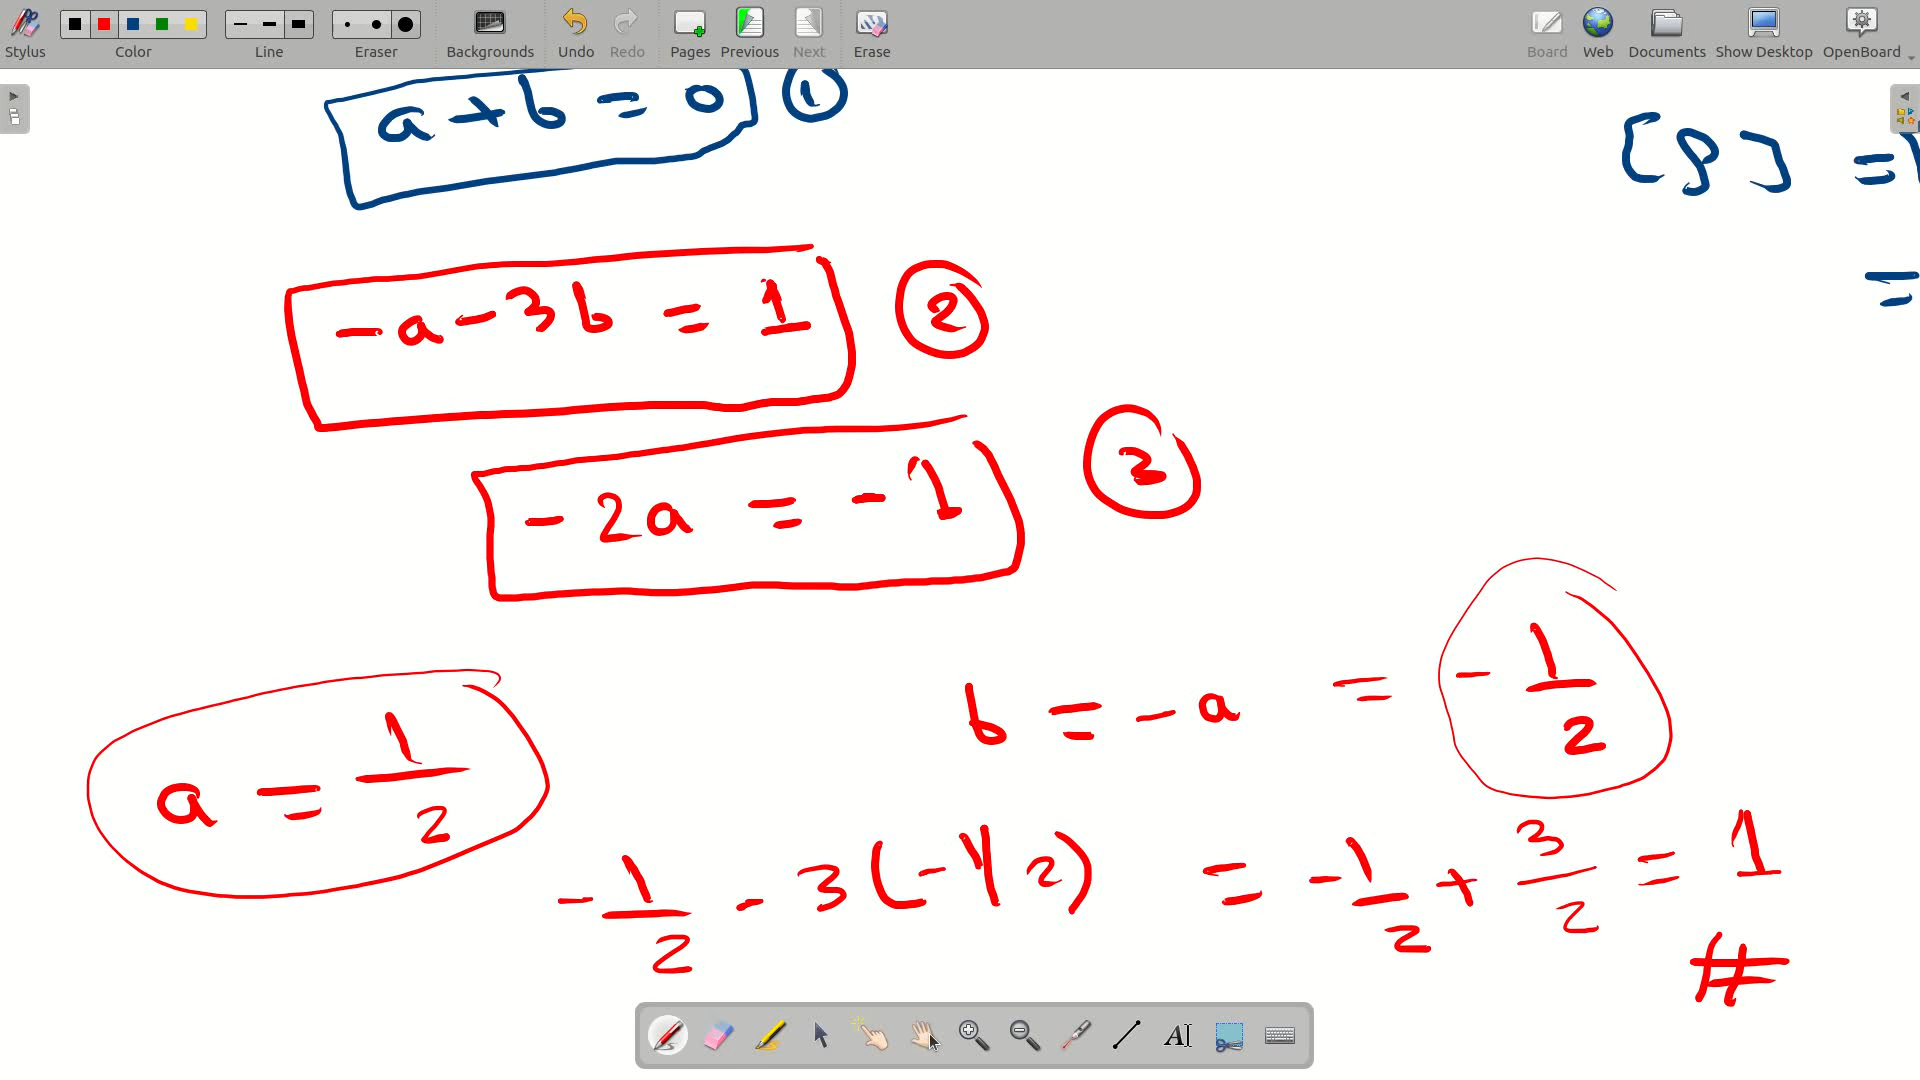 Stylus Color Line Eraser Backgrounds Undo Redo Pages Previous Next Erase Board Web Documents Show Desktop OpenBoard
a + b = 0 ①
[ρ] =
=
-a - 3b = 1 ②
-2a = -1 ③
b = -a = -1/2
a = 1/2
-1/2 - 3(-1/2) = -1/2 + 3/2 = 1
#
AI